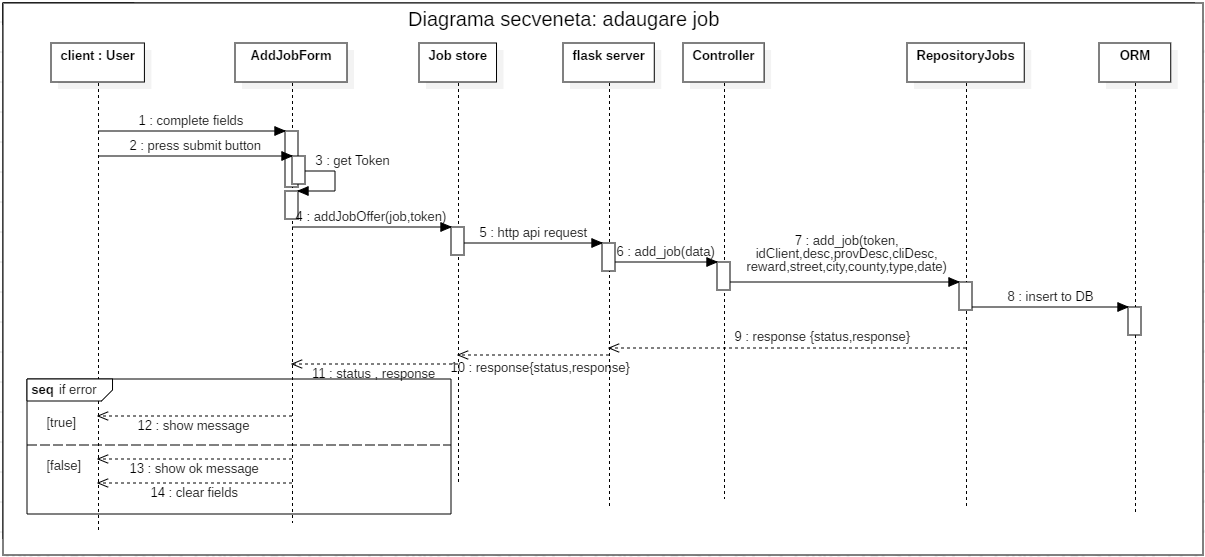 Diagrama secveneta: adaugare job
client : User
AddJobForm
Job store
flask server
Controller
RepositoryJobs
ORM
1 : complete fields
2 : press submit button
3 : get Token
4 : addJobOffer(job,token)
5 : http api request
6 : add_job(data)
7 : add_job(token,
idClient,desc,provDesc,cliDesc,
reward,street,city,county,type,date)
8 : insert to DB
9 : response {status,response}
10 : response{status,response}
11 : status , response
seq if error
[true]
12 : show message
[false]
13 : show ok message
14 : clear fields